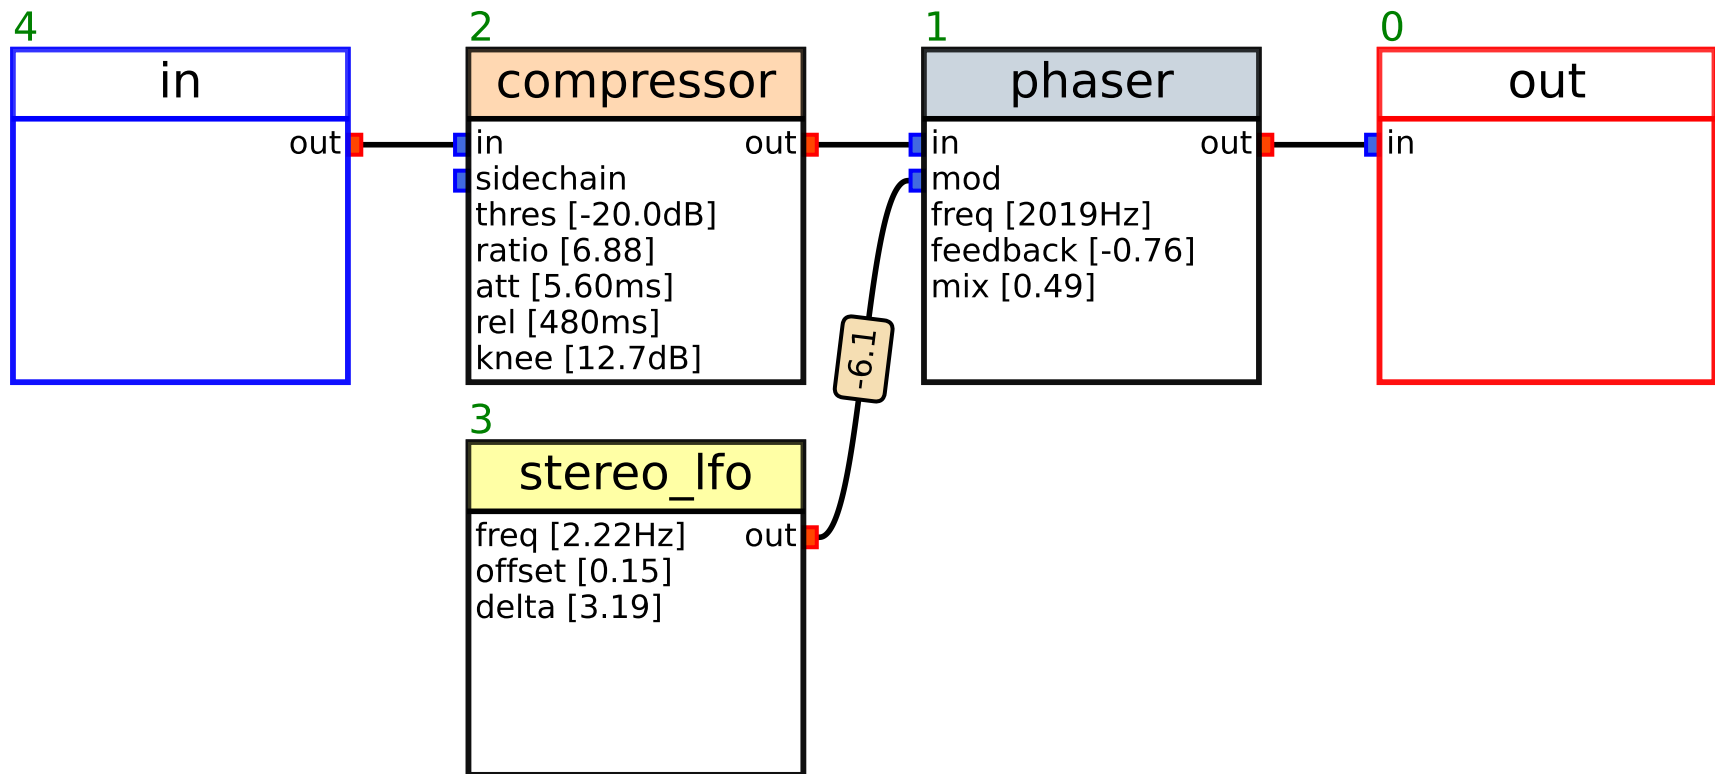 4
in
out
2
compressor
in
out
sidechain
thres [-20.0dB]
ratio [6.88]
att [5.60ms]
rel [480ms]
knee [12.7dB]
1
phaser
in
out
mod
freq [2019Hz]
feedback [-0.76]
mix [0.49]
0
out
in
-6.1
3
stereo_lfo
freq [2.22Hz]
out
offset [0.15]
delta [3.19]